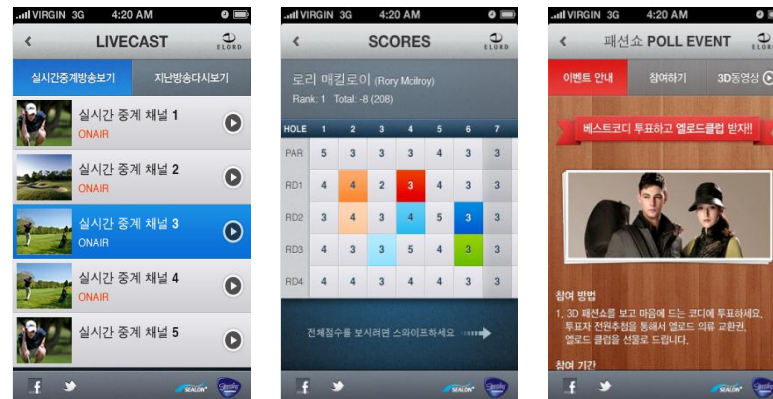 VIRGIN 3G 4:20 AM
LIVECAST
ELORD
실시간중계방송보기 지난방송다시보기
실시간 중계 채널 1
ONAIR
실시간 중계 채널 2
ONAIR
실시간 중계 채널 3
ONAIR
실시간 중계 채널 4
ONAIR
실시간 중계 채널 5
f SEALON
VIRGIN 3G 4:20 AM
SCORES
ELORD
로리 매킬로이 (Rory Mcilroy)
Rank: 1 Total: -8 (208)
HOLE 1 2 3 4 5 6 7
PAR 5 3 3 3 4 3 3
RD1 4 4 2 3 4 3 3
RD2 3 4 3 4 5 3 3
RD3 4 3 3 5 4 3 3
RD4 4 4 3 4 4 3 3
전체점수를 보시려면 스와이프하세요
f SEALON
VIRGIN 3G 4:20 AM
패션쇼 POLL EVENT
ELORD
이벤트 안내 참여하기 3D동영상
베스트코디 투표하고 엘로드클럽 받자!!
참여 방법
1. 3D 패션쇼를 보고 마음에 드는 코디에 투표하세요.
투표자 전원추첨을 통해서 엘로드 의류 교환권,
엘로드 클럽을 선물로 드립니다.
참여 기간
f SEALON